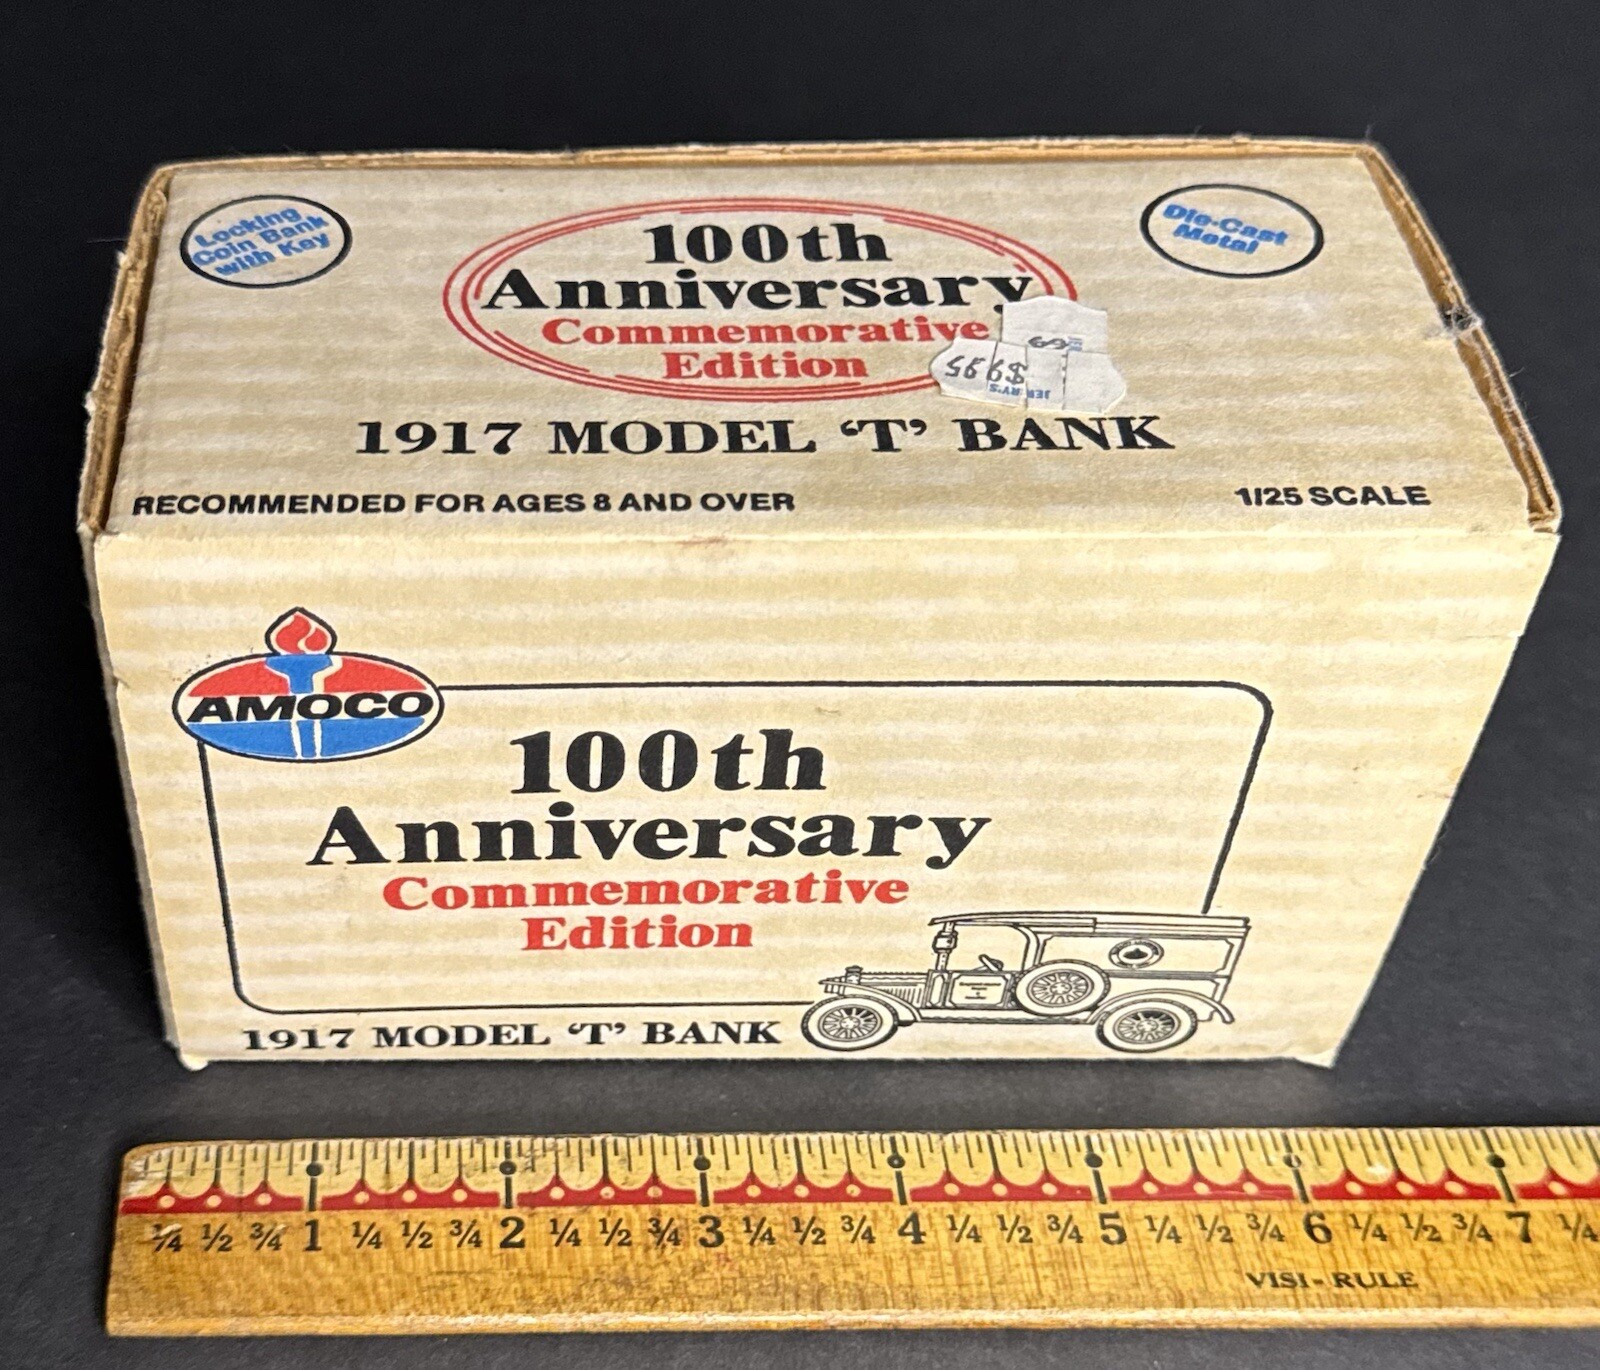 Locking
Coin Bank
with Key
100th
Anniversary
Commemorative
Edition
Die-Cast
Metal
$9.95
1917 MODEL ‘T’ BANK
RECOMMENDED FOR AGES 8 AND OVER
1/25 SCALE
AMOCO
100th
Anniversary
Commemorative
Edition
1917 MODEL ‘T’ BANK
¼ ½ ¾ 1 ¼ ½ ¾ 2 ¼ ½ ¾ 3 ¼ ½ ¾ 4 ¼ ½ ¾ 5 ¼ ½ ¾ 6 ¼ ½ ¾ 7 ¼
VISI-RULE